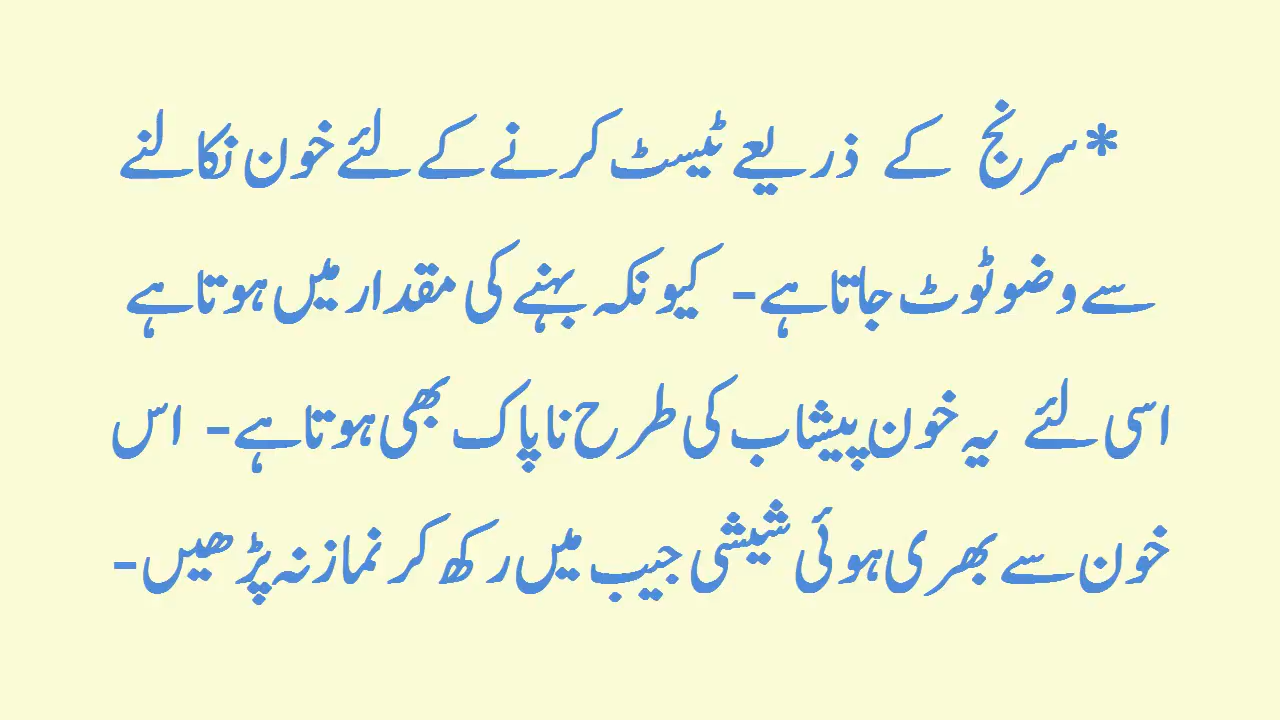 *سرنج کے ذریعے ٹیسٹ کرنے کے لئے خون نکالنے
سے وضو ٹوٹ جاتا ہے- کیونکہ بہنے کی مقدار میں ہوتا ہے
اسی لئے یہ خون پیشاب کی طرح ناپاک بھی ہوتا ہے- اس
خون سے بھری ہوئی شیشی جیب میں رکھ کر نماز نہ پڑھیں-